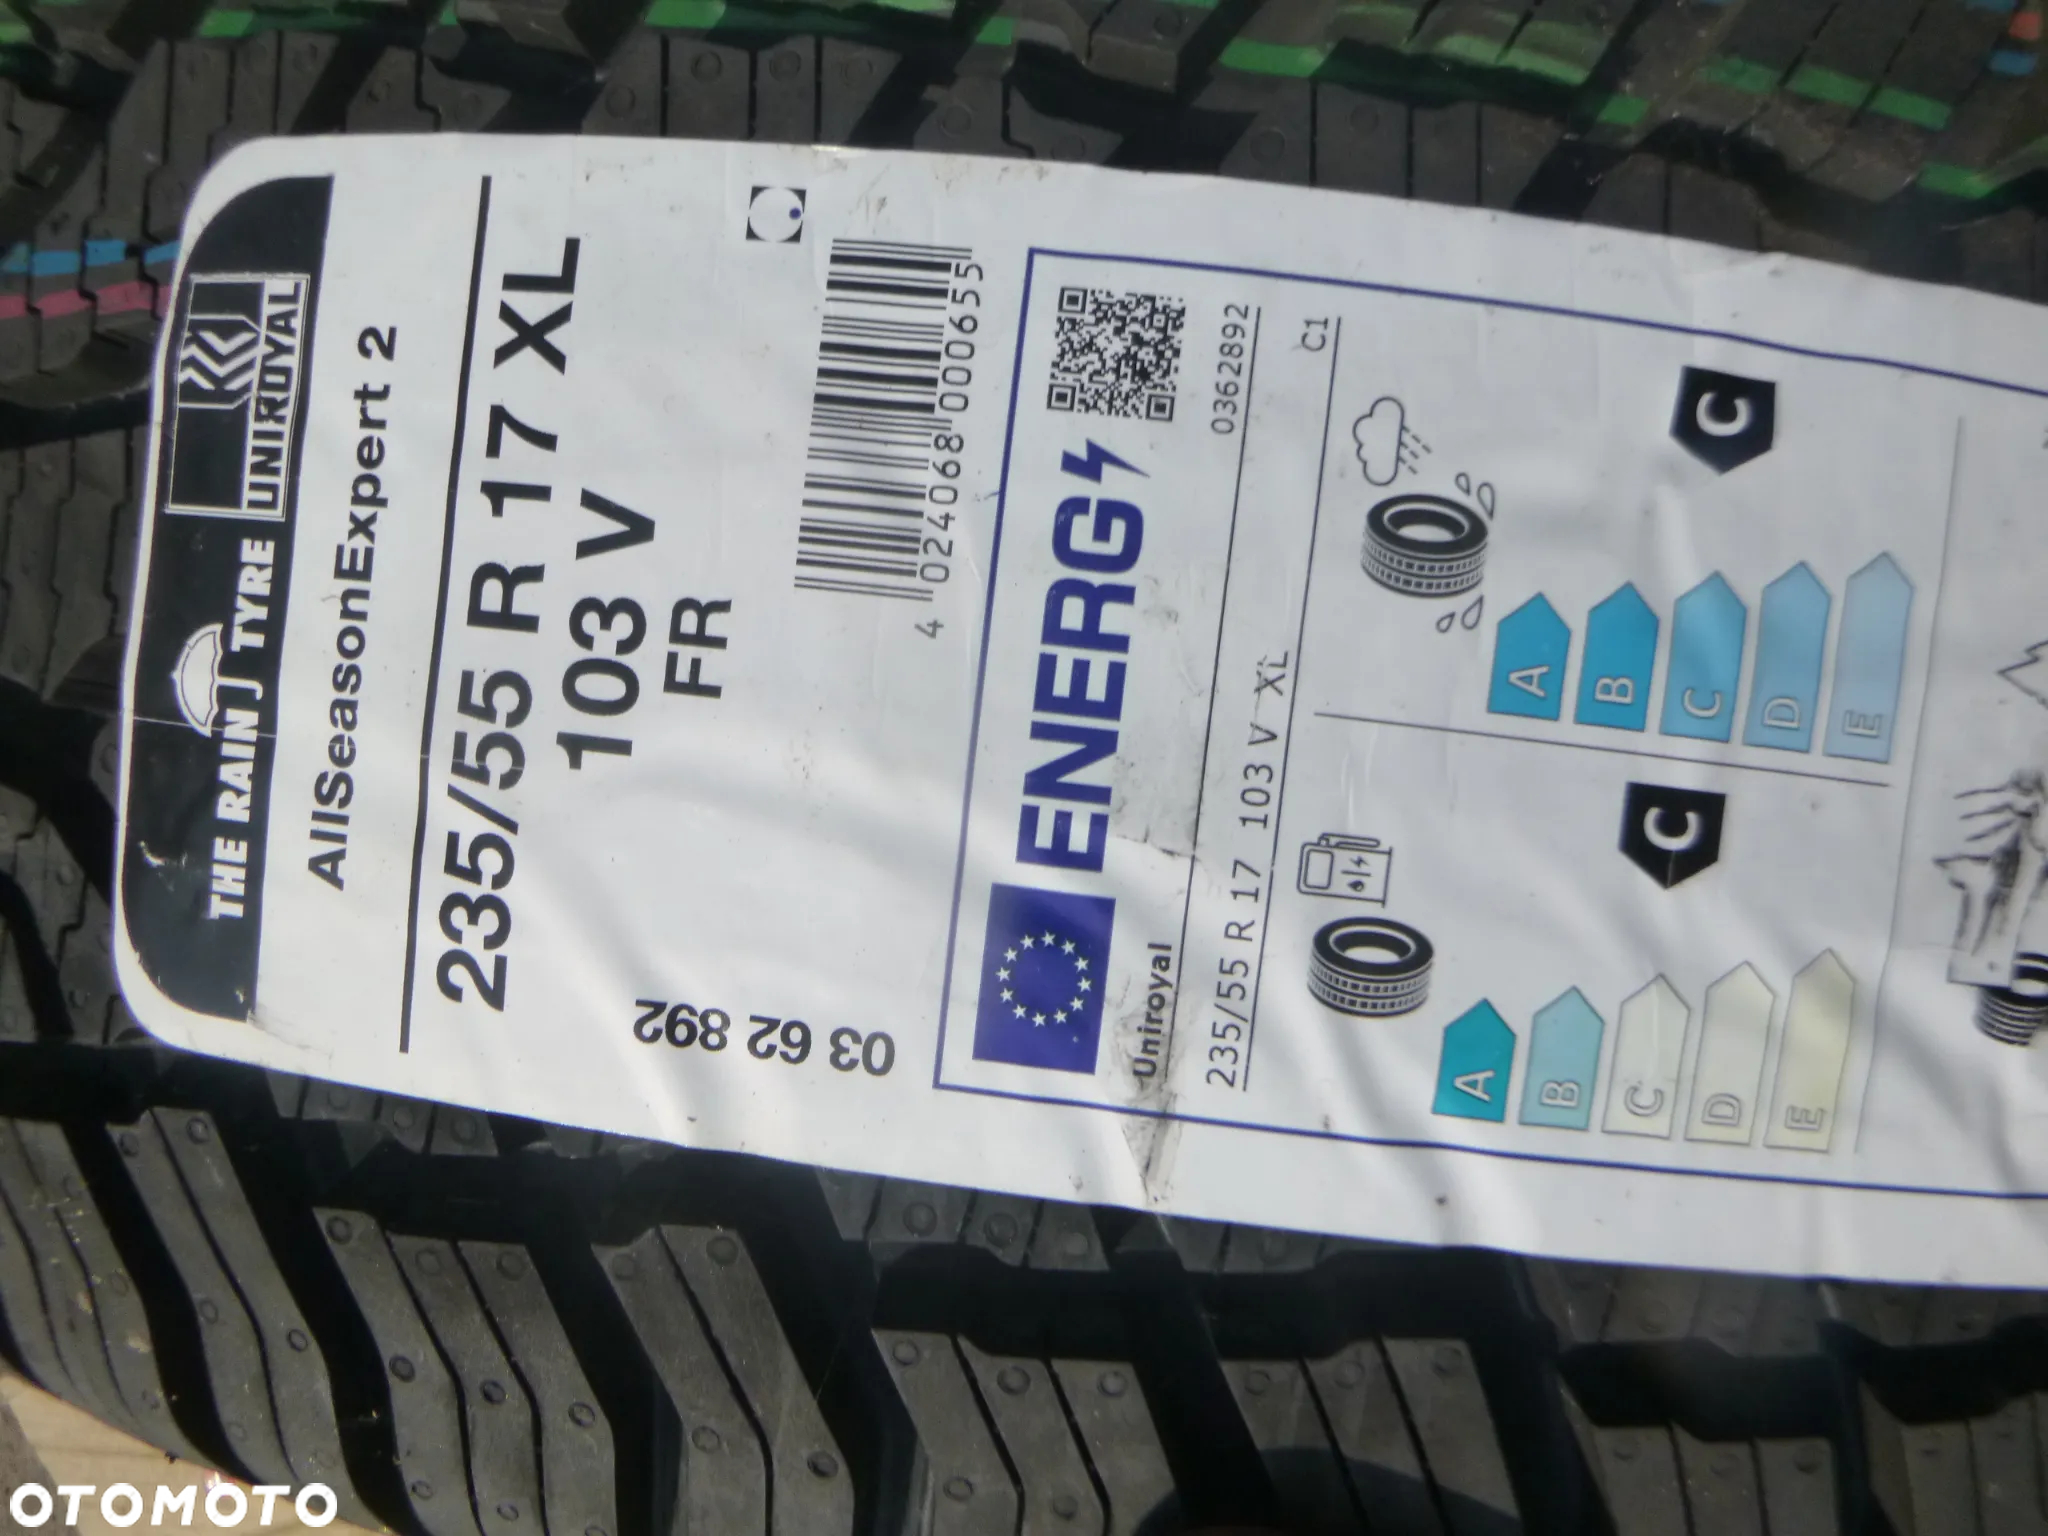 THE RAIN TYRE
UNIROYAL
AllSeasonExpert 2
235/55 R 17 XL
103 V
FR
03 62 892
4 024068 000655
ENERG
Uniroyal
0362892
235/55 R 17 103 V XL
C1
C
A
B
C
D
E
C
A
B
C
D
E
OTOMOTO